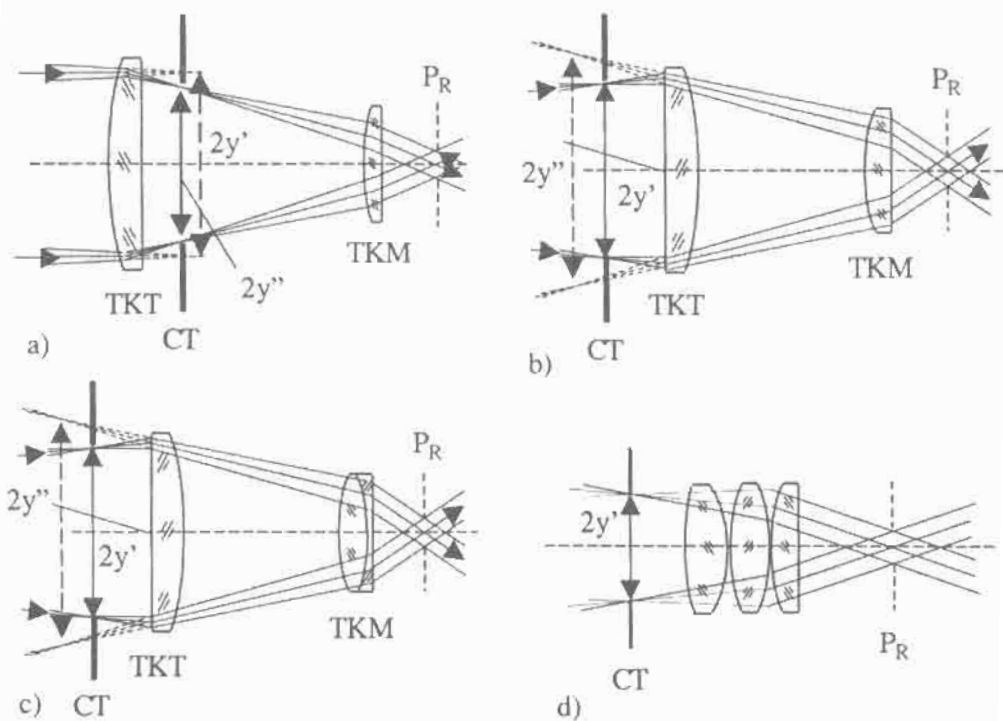 P_R
2y'
TKM
2y"
TKT
CT
a)
P_R
2y"
2y'
TKM
TKT
CT
b)
P_R
2y"
2y'
TKM
TKT
CT
c)
2y'
P_R
CT
d)